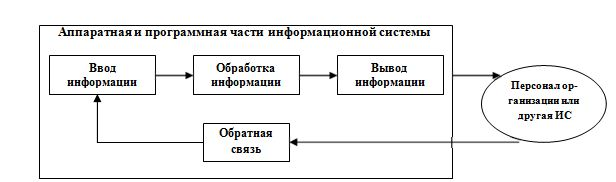 Аппаратная и программная части информационной системы
Ввод
информации
Обработка
информации
Вывод
информации
Персонал ор-
ганизации или
другая ИС
Обратная
связь